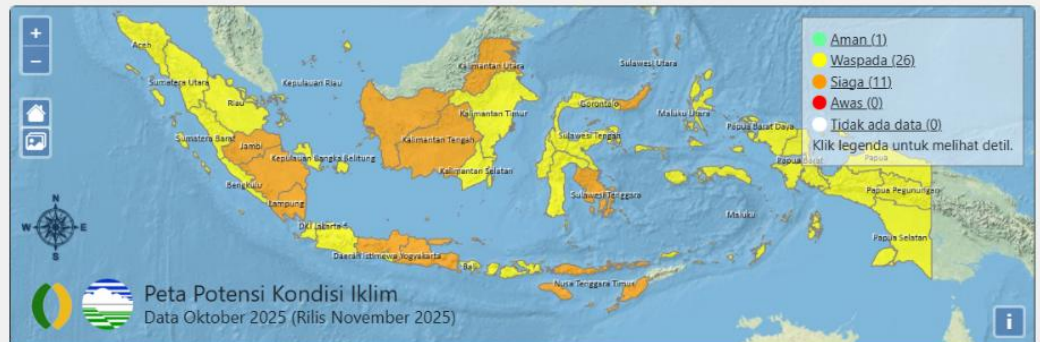 +
Aman (1)
−
Waspada (26)
Siaga (11)
Awas (0)
Tidak ada data (0)
Klik legenda untuk melihat detil.
Aceh
Kalimantan Utara
Sulawesi Utara
Sumatera Utara
Kepulauan Riau
Riau
Gorontalo
Maluku Utara
Kalimantan Timur
Papua Barat Daya
Sumatera Barat
Jambi
Kalimantan Tengah
Sulawesi Tengah
Kepulauan Bangka Belitung
Papua Barat
Papua
Kalimantan Selatan
Bengkulu
Papua Pegunungan
Sulawesi Tenggara
Lampung
Maluku
N
W
E
S
DKI Jakarta
Papua Selatan
Daerah Istimewa Yogyakarta
Bali
Nusa Tenggara Timur
Peta Potensi Kondisi Iklim
Data Oktober 2025 (Rilis November 2025)
i